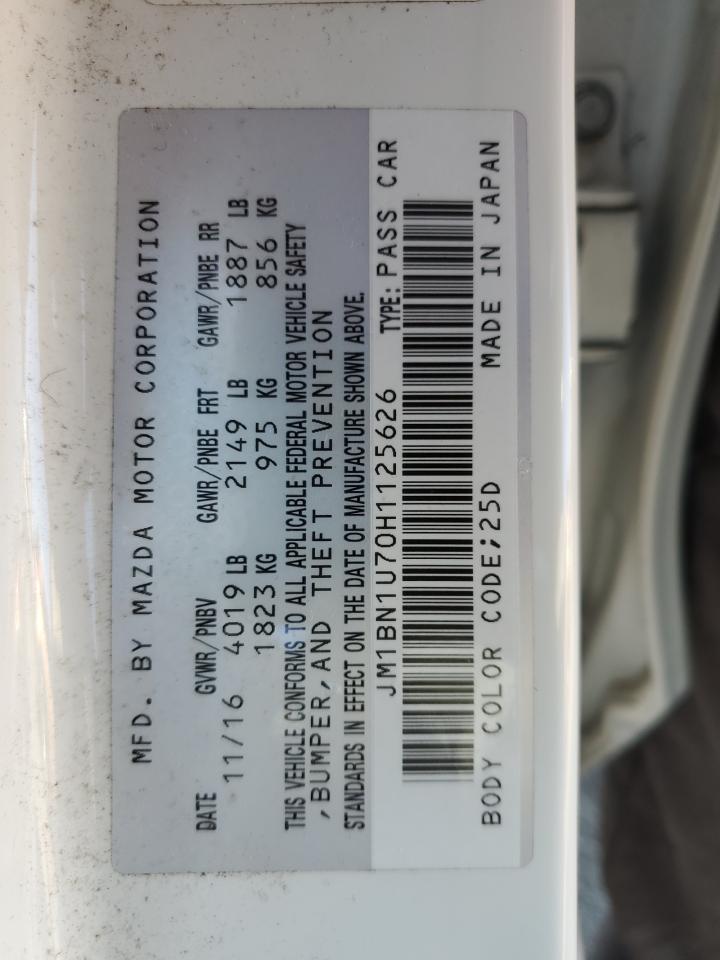 MFD. BY MAZDA MOTOR CORPORATION
DATE GVWR/PNBV GAWR/PNBE FRT GAWR/PNBE RR
11/16 4019 LB 2149 LB 1887 LB
1823 KG 975 KG 856 KG
THIS VEHICLE CONFORMS TO ALL APPLICABLE FEDERAL MOTOR VEHICLE SAFETY
,BUMPER,AND THEFT PREVENTION
STANDARDS IN EFFECT ON THE DATE OF MANUFACTURE SHOWN ABOVE.
JM1BN1U70H1125626 TYPE: PASS CAR
BODY COLOR CODE;25D MADE IN JAPAN